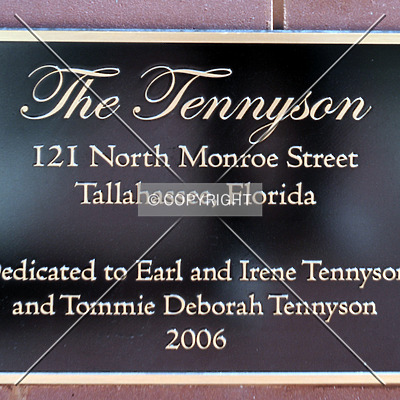 The Tennyson
121 North Monroe Street
Tallahassee, Florida
© COPYRIGHT
Dedicated to Earl and Irene Tennyson
and Tommie Deborah Tennyson
2006